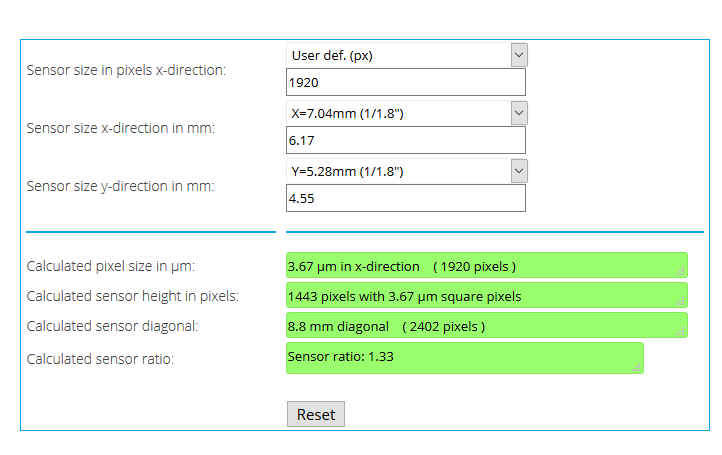 User def. (px)
Sensor size in pixels x-direction:
1920
X=7.04mm (1/1.8")
Sensor size x-direction in mm:
6.17
Y=5.28mm (1/1.8")
Sensor size y-direction in mm:
4.55
Calculated pixel size in µm: 3.67 µm in x-direction ( 1920 pixels )
Calculated sensor height in pixels: 1443 pixels with 3.67 µm square pixels
Calculated sensor diagonal: 8.8 mm diagonal ( 2402 pixels )
Calculated sensor ratio: Sensor ratio: 1.33
Reset